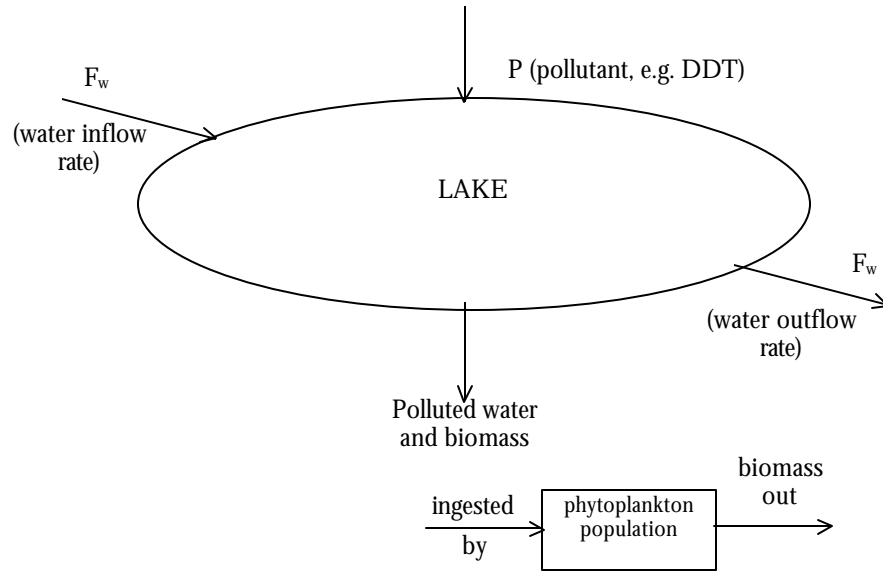 P (pollutant, e.g. DDT)
F_w
(water inflow
rate)
LAKE
F_w
(water outflow
rate)
Polluted water
and biomass
biomass
out
ingested
by
phytoplankton
population